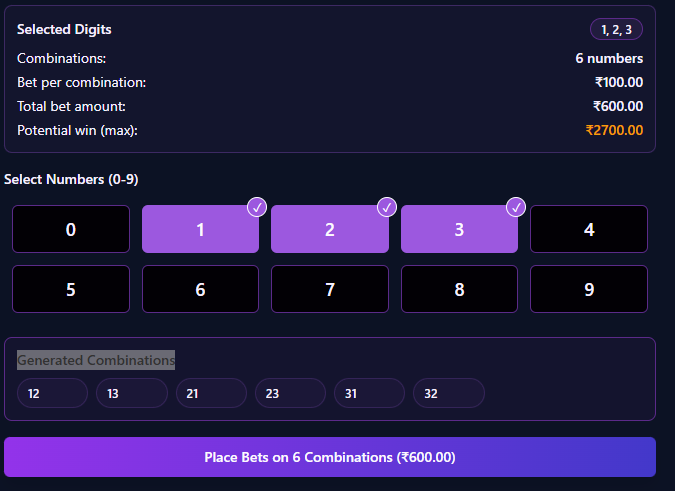 Selected Digits 1, 2, 3
Combinations: 6 numbers
Bet per combination: ₹100.00
Total bet amount: ₹600.00
Potential win (max): ₹2700.00
Select Numbers (0-9)
0 1 2 3 4
5 6 7 8 9
Generated Combinations
12 13 21 23 31 32
Place Bets on 6 Combinations (₹600.00)